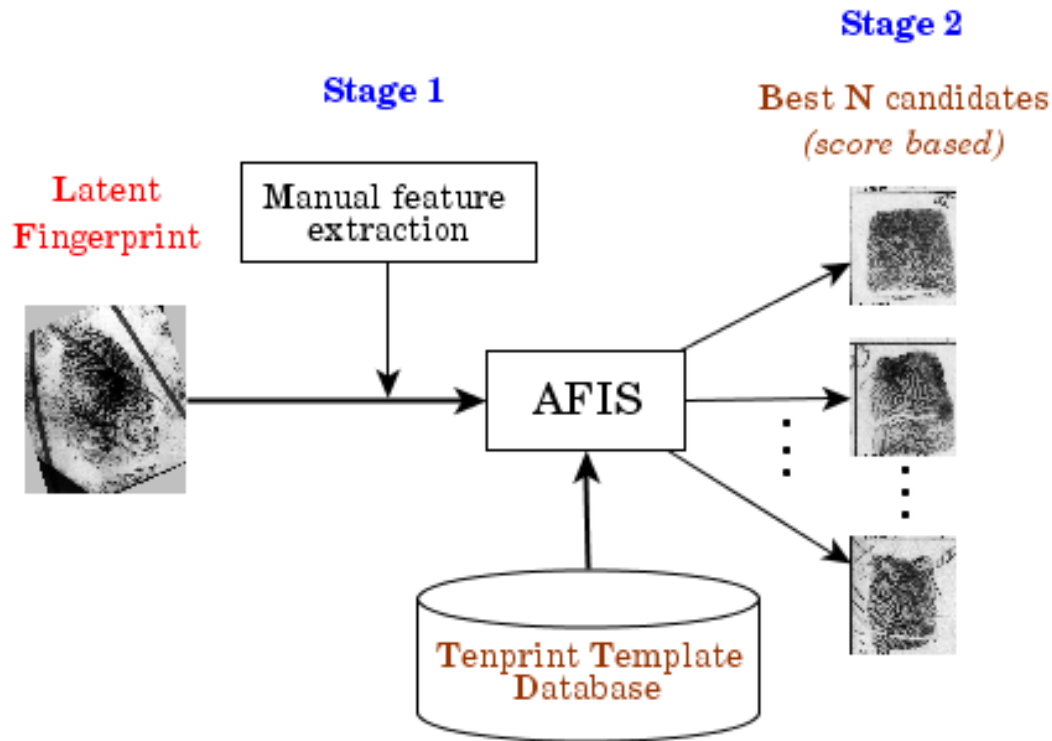 Stage 2
Stage 1
Best N candidates
(score based)
Latent
Fingerprint
Manual feature
extraction
AFIS
Tenprint Template
Database